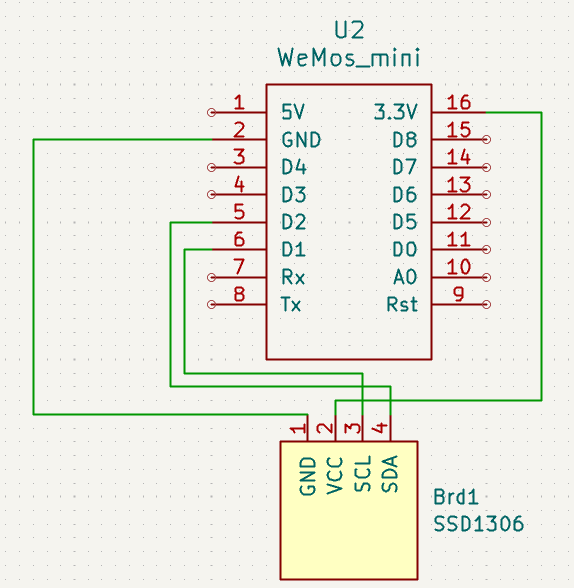 U2
WeMos_mini
1 5V 3.3V 16
2 GND D8 15
3 D4 D7 14
4 D3 D6 13
5 D2 D5 12
6 D1 D0 11
7 Rx A0 10
8 Tx Rst 9
1 2 3 4
GND VCC SCL SDA
Brd1
SSD1306